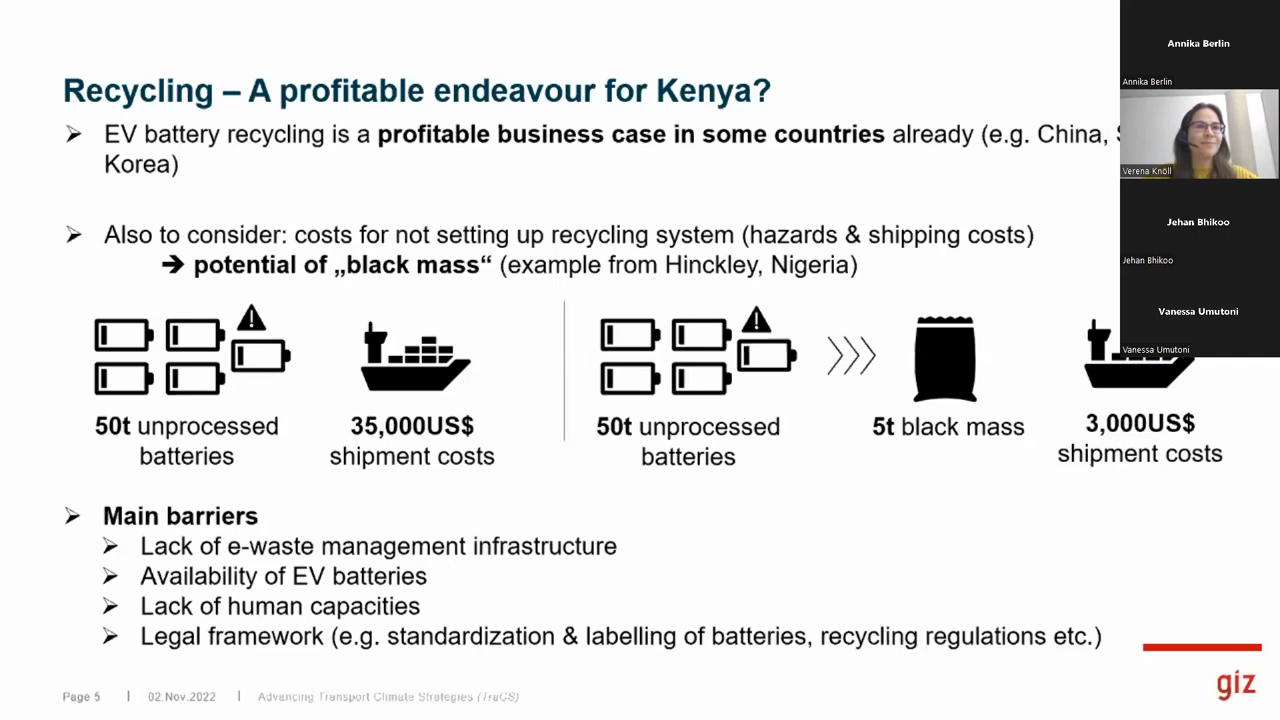 Recycling – A profitable endeavour for Kenya?
➢ EV battery recycling is a profitable business case in some countries already (e.g. China,
Korea)
➢ Also to consider: costs for not setting up recycling system (hazards & shipping costs)
➔ potential of „black mass“ (example from Hinckley, Nigeria)
50t unprocessed
batteries
35,000US$
shipment costs
50t unprocessed
batteries
5t black mass
3,000US$
shipment costs
➢ Main barriers
➢ Lack of e-waste management infrastructure
➢ Availability of EV batteries
➢ Lack of human capacities
➢ Legal framework (e.g. standardization & labelling of batteries, recycling regulations etc.)
Page 5 | 02.Nov.2022 | Advancing Transport Climate Strategies (TraCS)
giz
Annika Berlin
Annika Berlin
Verena Knöll
Jehan Bhikoo
Jehan Bhikoo
Vanessa Umutoni
Vanessa Umutoni